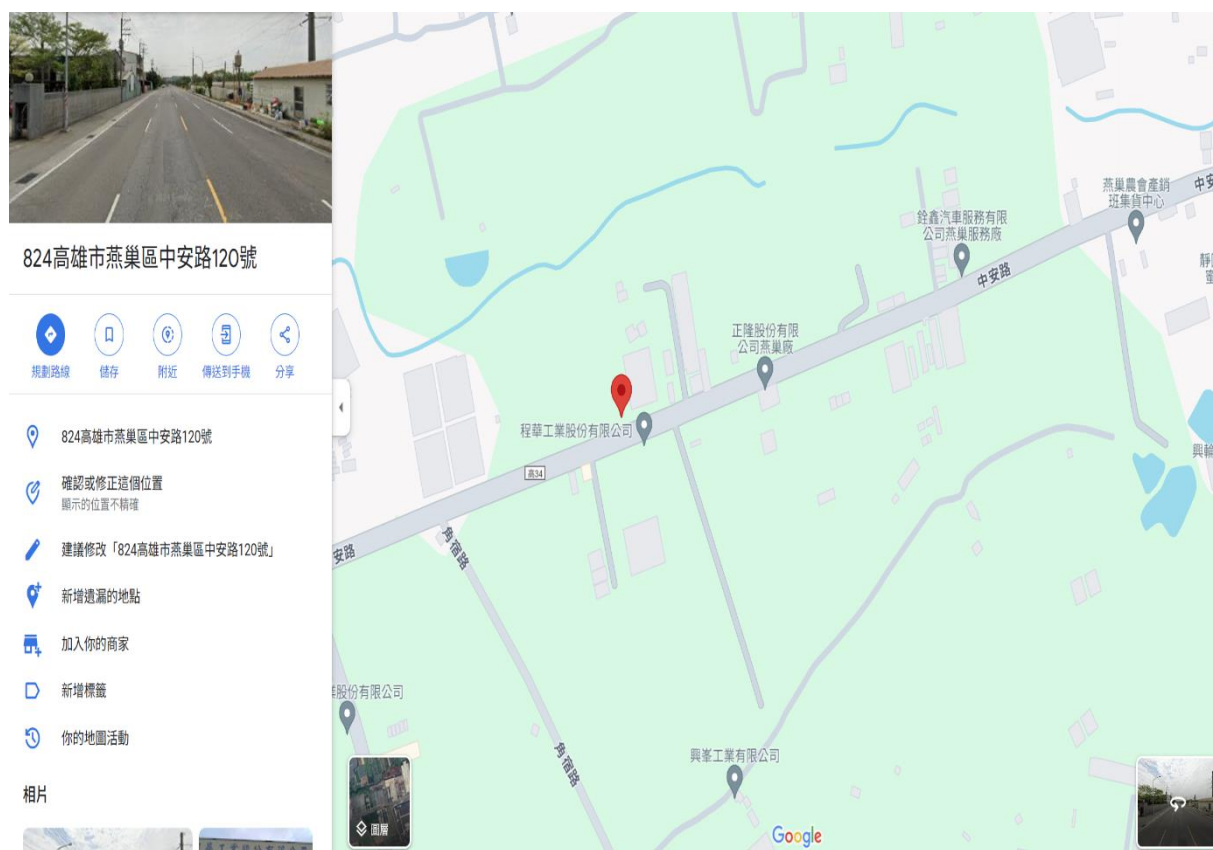 824高雄市燕巢區中安路120號
規劃路線
儲存
附近
傳送到手機
分享
824高雄市燕巢區中安路120號
確認或修正這個位置
顯示的位置不精確
建議修改「824高雄市燕巢區中安路120號」
新增遺漏的地點
加入你的商家
新增標籤
你的地圖活動
相片
燕巢農會產銷
班集貨中心
中安
銓鑫汽車服務有限
公司燕巢服務廠
中安路
正隆股份有限
公司燕巢廠
程華工業股份有限公司
高34
興輪
安路
角宿路
股份有限公司
角宿路
興峯工業有限公司
圖層
Google